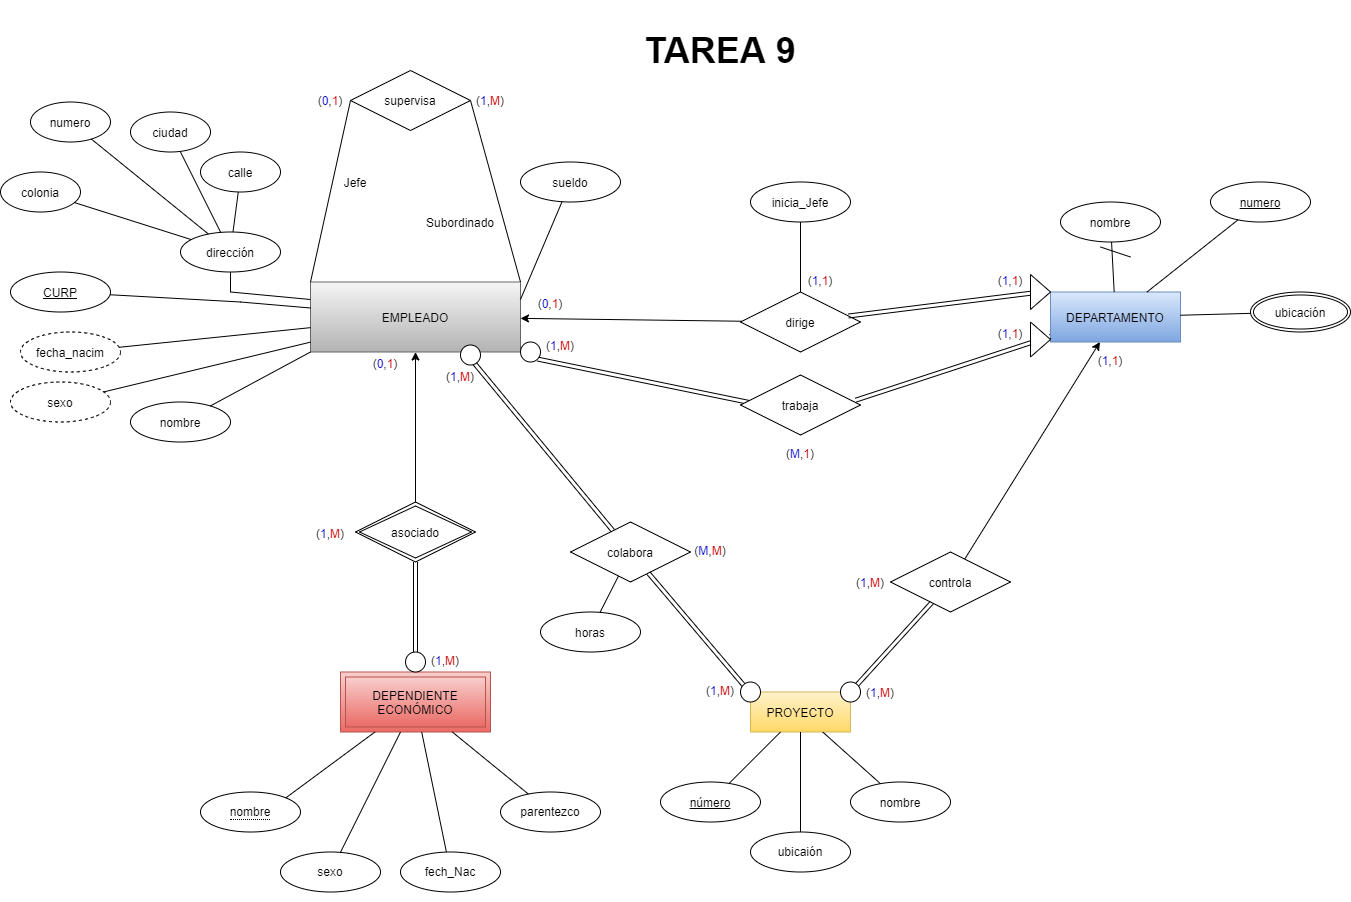 TAREA 9
supervisa
(0,1)
(1,M)
numero
ciudad
calle
colonia
dirección
Jefe
Subordinado
sueldo
inicia_Jefe
nombre
numero
CURP
EMPLEADO
(0,1)
(1,1)
dirige
(1,1)
DEPARTAMENTO
ubicación
fecha_nacim
sexo
nombre
(0,1)
(1,M)
(1,M)
(1,1)
(1,1)
trabaja
(M,1)
(1,M)
asociado
colabora
(M,M)
horas
(1,M)
controla
(1,M)
DEPENDIENTE
ECONÓMICO
(1,M)
(1,M)
PROYECTO
nombre
sexo
fech_Nac
parentezco
número
ubicaión
nombre